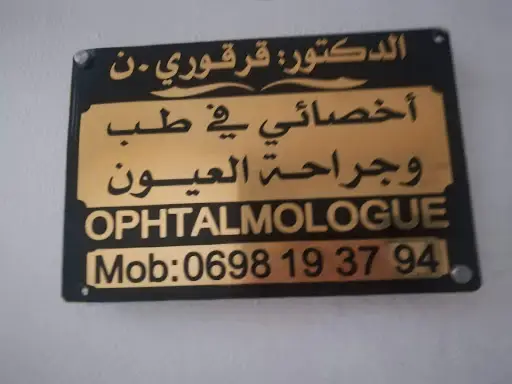 الدكتور: قرقوري .ن
أخصائي في طب
وجراحة العيون
OPHTALMOLOGUE
Mob:0698 19 37 94